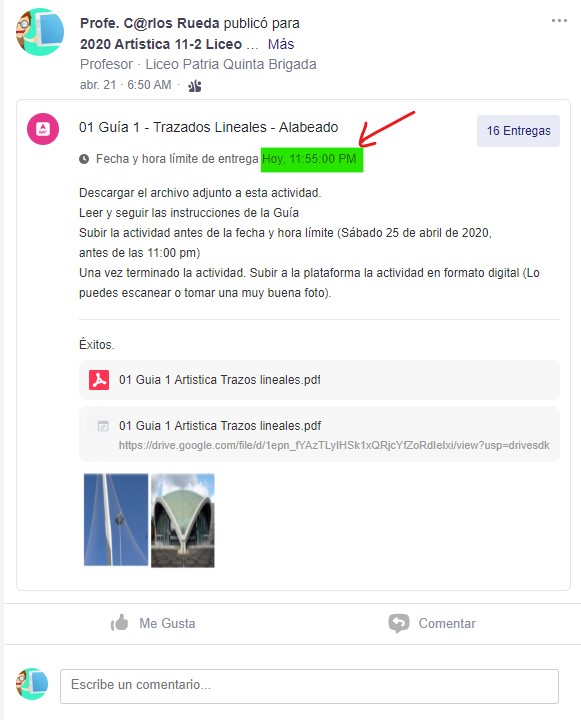 Profe. C@rlos Rueda publicó para
2020 Artística 11-2 Liceo ... Más
Profesor · Liceo Patria Quinta Brigada
abr. 21 · 6:50 AM ·
01 Guía 1 - Trazados Lineales - Alabeado
16 Entregas
Fecha y hora límite de entrega Hoy, 11:55:00 PM
Descargar el archivo adjunto a esta actividad.
Leer y seguir las instrucciones de la Guía
Subir la actividad antes de la fecha y hora límite (Sábado 25 de abril de 2020,
antes de las 11:00 pm)
Una vez terminado la actividad. Subir a la plataforma la actividad en formato digital (Lo
puedes escanear o tomar una muy buena foto).
Éxitos.
01 Guia 1 Artistica Trazos lineales.pdf
01 Guia 1 Artistica Trazos lineales.pdf
https://drive.google.com/file/d/1epn_fYAzTLyIHSk1xQRjcYfZoRdIeIxi/view?usp=drivesdk
Me Gusta
Comentar
Escribe un comentario...